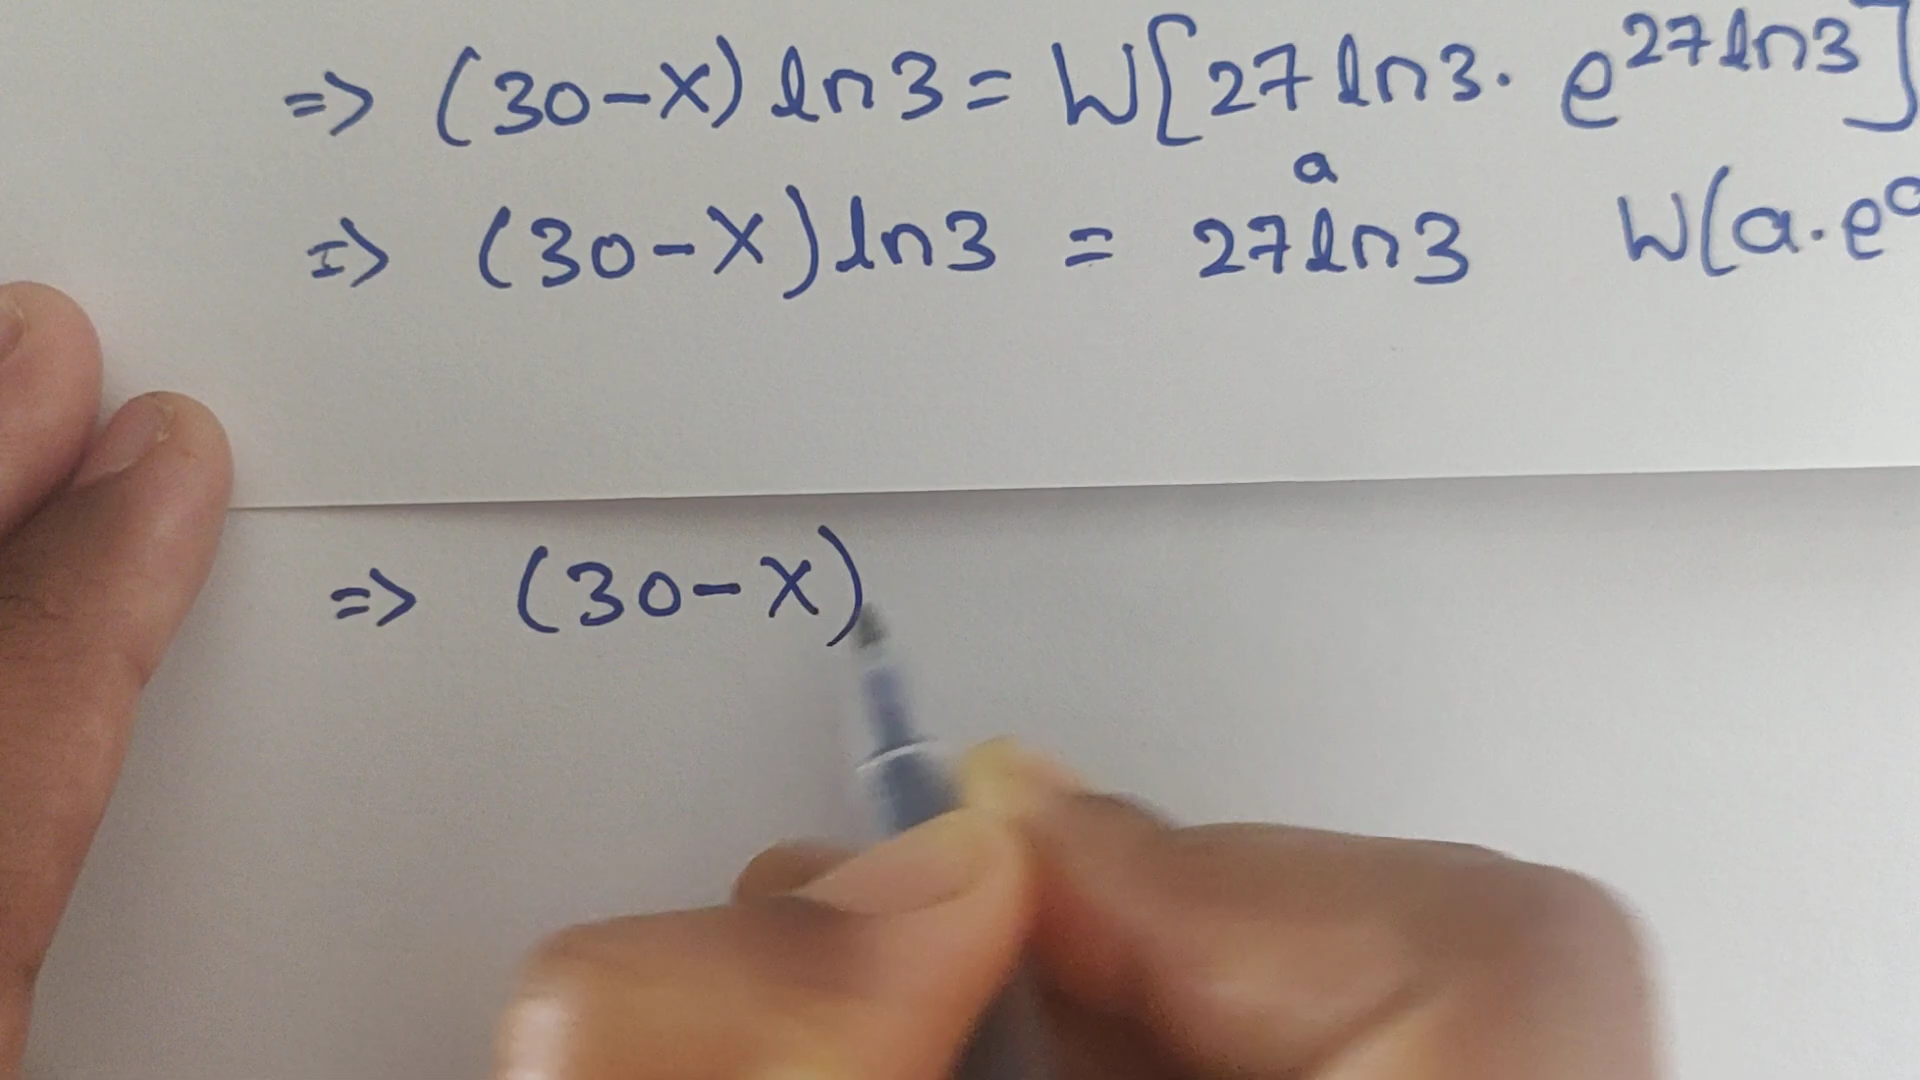 => (30-x) ln3 = W[27 ln3. e^27ln3]
a
=> (30-x) ln3 = 27 ln3 W(a.e^a
=> (30-x)